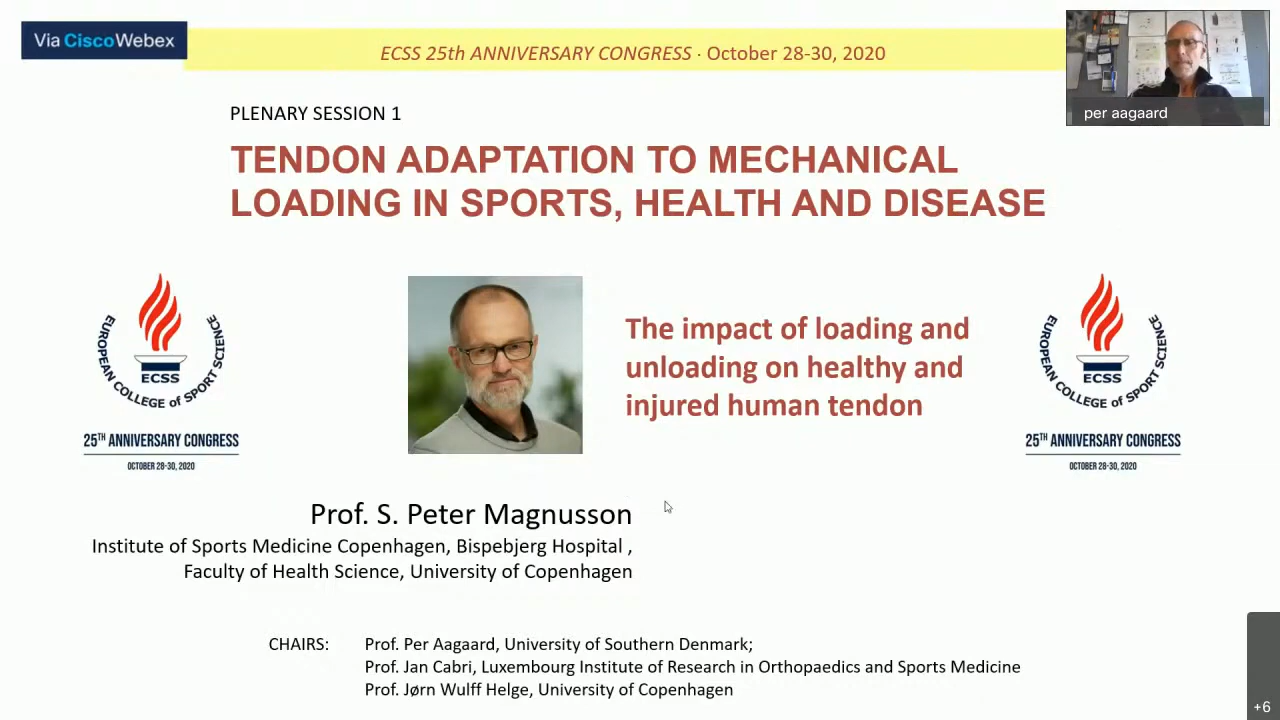 Via CiscoWebex
ECSS 25th ANNIVERSARY CONGRESS · October 28-30, 2020
per aagaard
PLENARY SESSION 1
TENDON ADAPTATION TO MECHANICAL
LOADING IN SPORTS, HEALTH AND DISEASE
EUROPEAN COLLEGE of SPORT SCIENCE
ECSS
25TH ANNIVERSARY CONGRESS
OCTOBER 28-30, 2020
The impact of loading and
unloading on healthy and
injured human tendon
EUROPEAN COLLEGE of SPORT SCIENCE
ECSS
25TH ANNIVERSARY CONGRESS
OCTOBER 28-30, 2020
Prof. S. Peter Magnusson
Institute of Sports Medicine Copenhagen, Bispebjerg Hospital ,
Faculty of Health Science, University of Copenhagen
CHAIRS: Prof. Per Aagaard, University of Southern Denmark;
Prof. Jan Cabri, Luxembourg Institute of Research in Orthopaedics and Sports Medicine
Prof. Jørn Wulff Helge, University of Copenhagen
+6